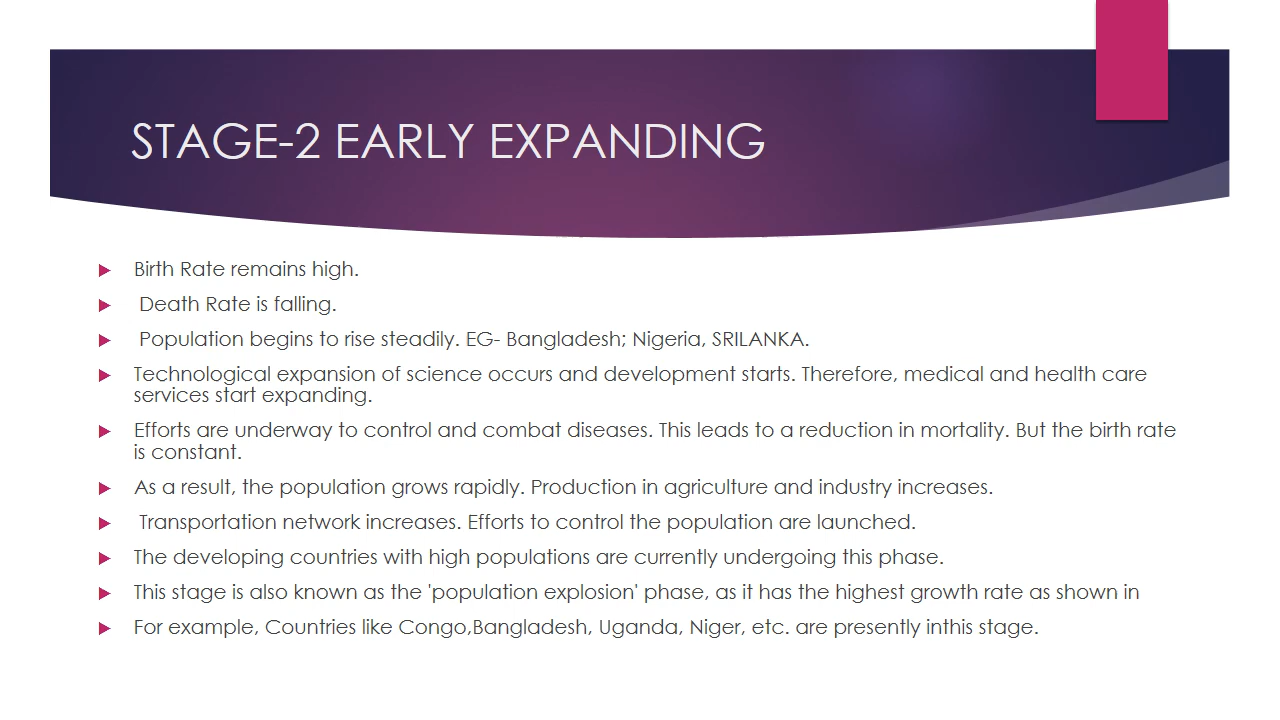 STAGE-2 EARLY EXPANDING
Birth Rate remains high.
Death Rate is falling.
Population begins to rise steadily. EG- Bangladesh; Nigeria, SRILANKA.
Technological expansion of science occurs and development starts. Therefore, medical and health care
services start expanding.
Efforts are underway to control and combat diseases. This leads to a reduction in mortality. But the birth rate
is constant.
As a result, the population grows rapidly. Production in agriculture and industry increases.
Transportation network increases. Efforts to control the population are launched.
The developing countries with high populations are currently undergoing this phase.
This stage is also known as the 'population explosion' phase, as it has the highest growth rate as shown in
For example, Countries like Congo,Bangladesh, Uganda, Niger, etc. are presently inthis stage.